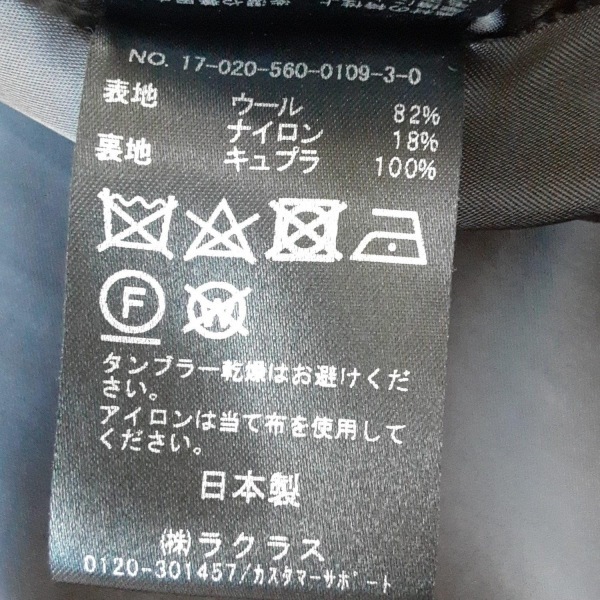 NO. 17-020-560-0109-3-0
表地 ウール 82%
ナイロン 18%
裏地 キュプラ 100%
F W
タンブラー乾燥はお避けくだ
さい。
アイロンは当て布を使用して
ください。
日本製
㈱ラクラス
0120-301457/カスタマーサポート